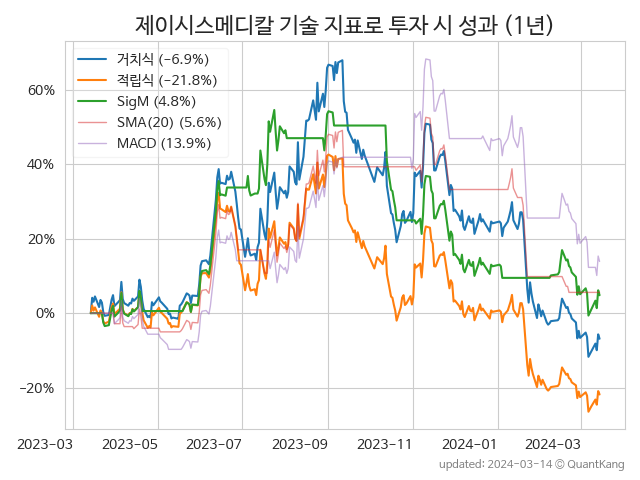 제이시스메디칼 기술 지표로 투자 시 성과 (1년)
거치식 (−6.9%)
적립식 (−21.8%)
SigM (4.8%)
SMA(20) (5.6%)
MACD (13.9%)
60%
40%
20%
0%
−20%
2023-03 2023-05 2023-07 2023-09 2023-11 2024-01 2024-03
updated: 2024-03-14 © QuantKang